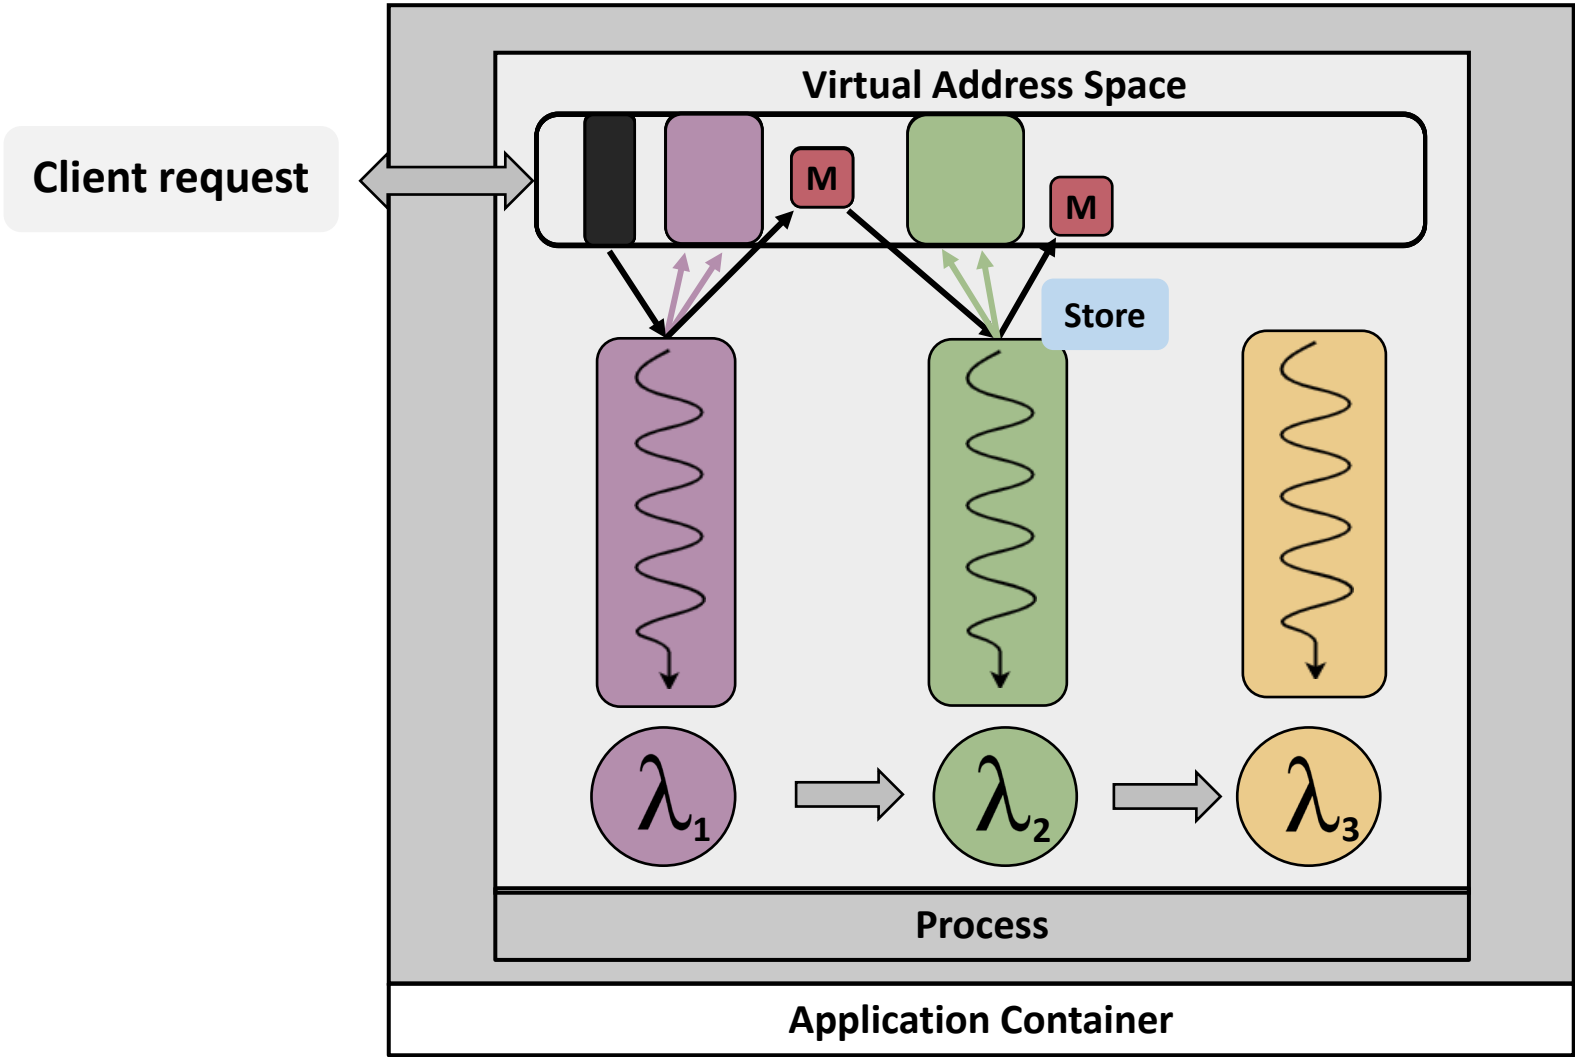 Virtual Address Space
Client request
M
M
Store
λ1
λ2
λ3
Process
Application Container